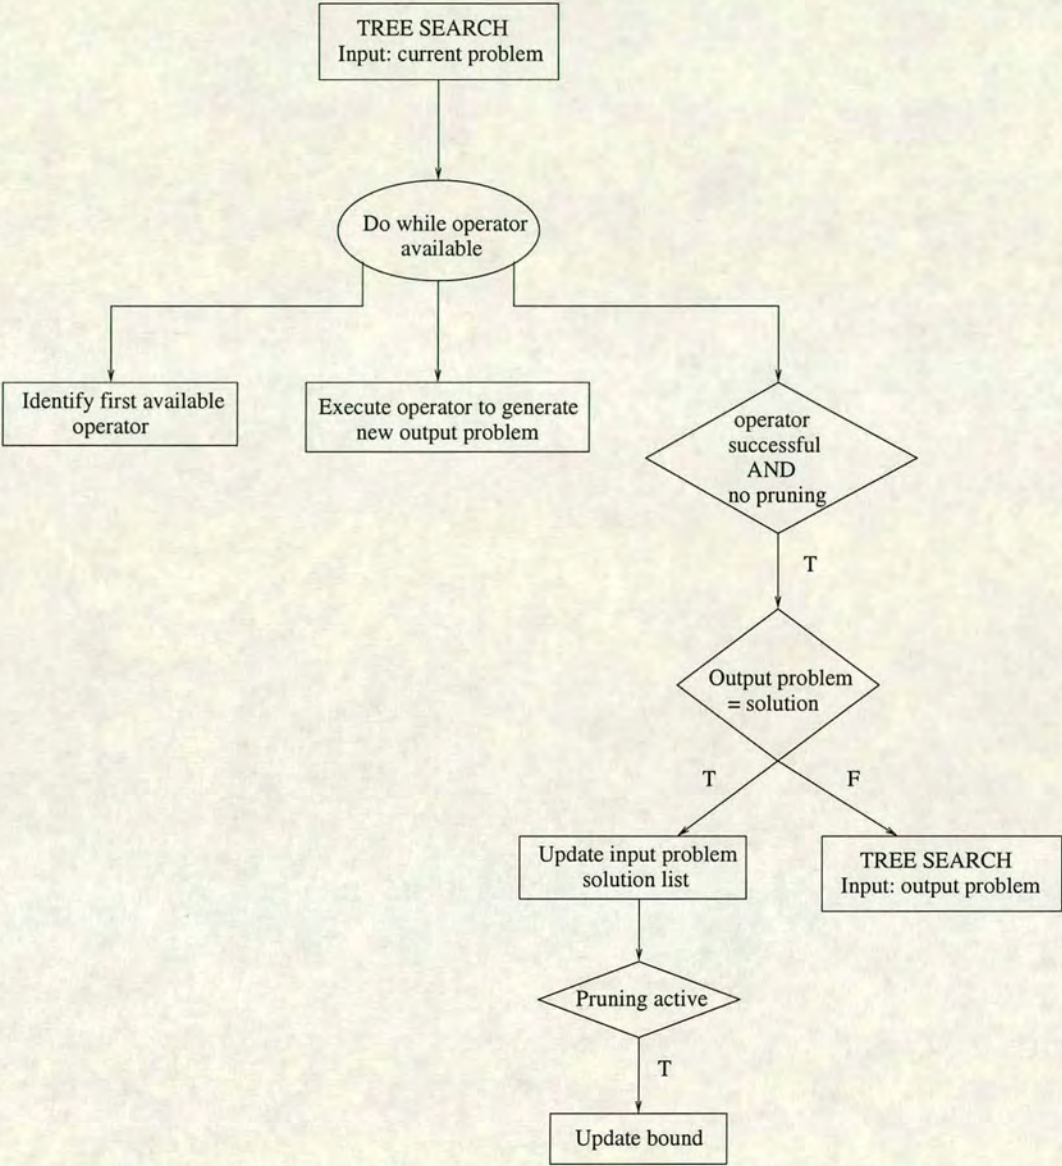 TREE SEARCH
Input: current problem
Do while operator
available
Identify first available
operator
Execute operator to generate
new output problem
operator
successful
AND
no pruning
T
Output problem
= solution
T
F
Update input problem
solution list
TREE SEARCH
Input: output problem
Pruning active
T
Update bound